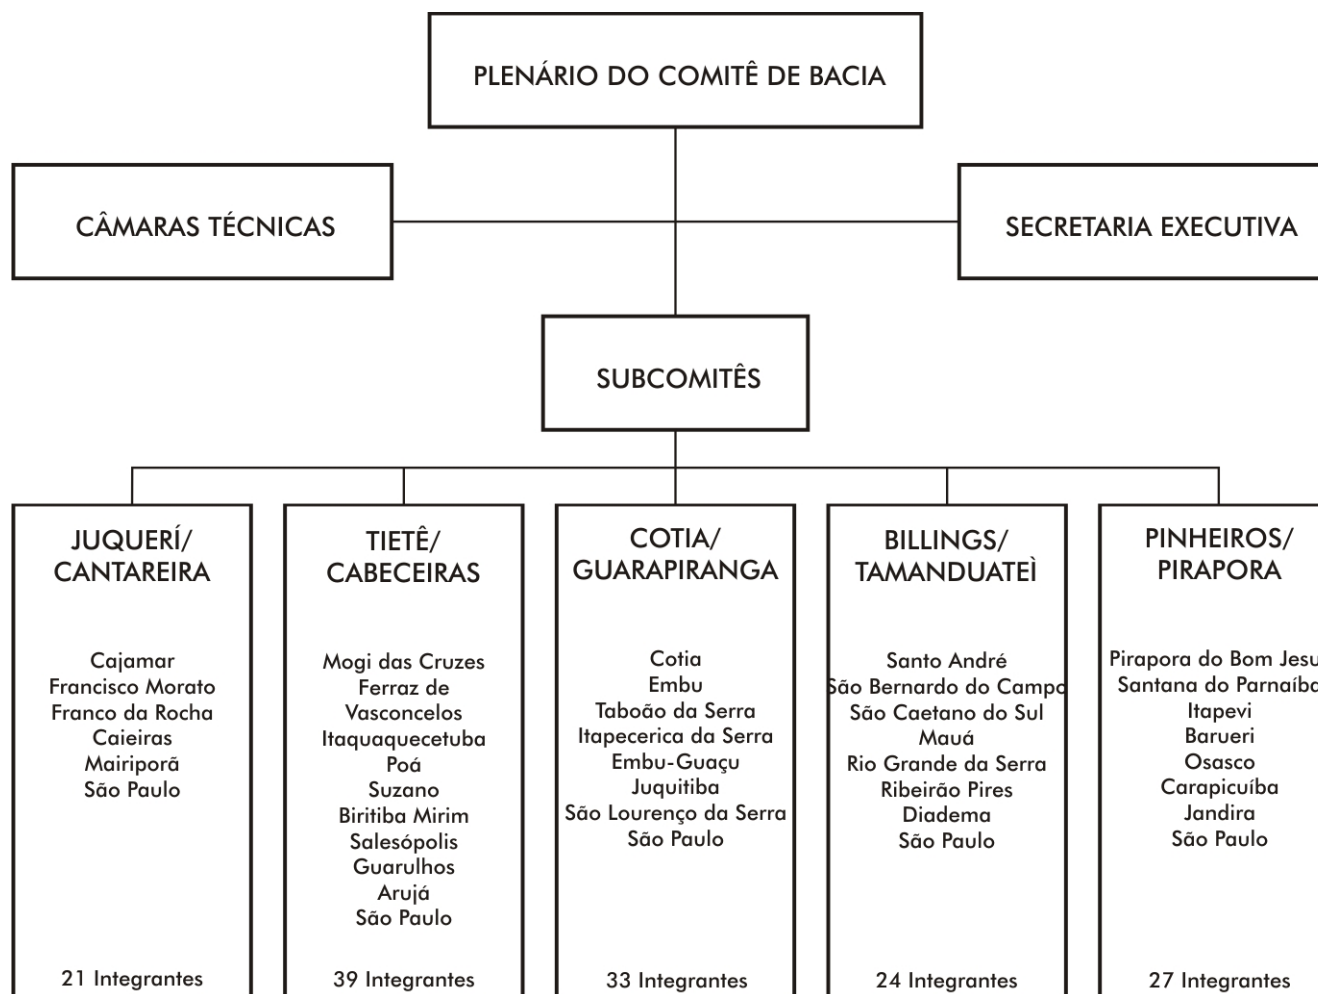 PLENÁRIO DO COMITÊ DE BACIA
CÂMARAS TÉCNICAS
SECRETARIA EXECUTIVA
SUBCOMITÊS
JUQUERÍ/
CANTAREIRA
Cajamar
Francisco Morato
Franco da Rocha
Caieiras
Mairiporã
São Paulo
21 Integrantes
TIETÊ/
CABECEIRAS
Mogi das Cruzes
Ferraz de
Vasconcelos
Itaquaquecetuba
Poá
Suzano
Biritiba Mirim
Salesópolis
Guarulhos
Arujá
São Paulo
39 Integrantes
COTIA/
GUARAPIRANGA
Cotia
Embu
Taboão da Serra
Itapecerica da Serra
Embu-Guaçu
Juquitiba
São Lourenço da Serra
São Paulo
33 Integrantes
BILLINGS/
TAMANDUATEÌ
Santo André
São Bernardo do Campo
São Caetano do Sul
Mauá
Rio Grande da Serra
Ribeirão Pires
Diadema
São Paulo
24 Integrantes
PINHEIROS/
PIRAPORA
Pirapora do Bom Jesu
Santana do Parnaíba
Itapevi
Barueri
Osasco
Carapicuíba
Jandira
São Paulo
27 Integrantes